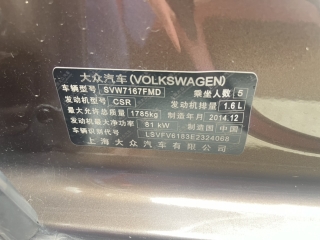 大众汽车(VOLKSWAGEN)
车辆型号 SVW7167FMD 乘坐人数 5
发动机型号 CSR 发动机排量 1.6 L
最大允许总质量 1785kg 制造年月 2014.12
发动机最大净功率 81 kW 制造国 中国
车辆识别代号 LSVFV6183E2324068
上海大众汽车有限公司